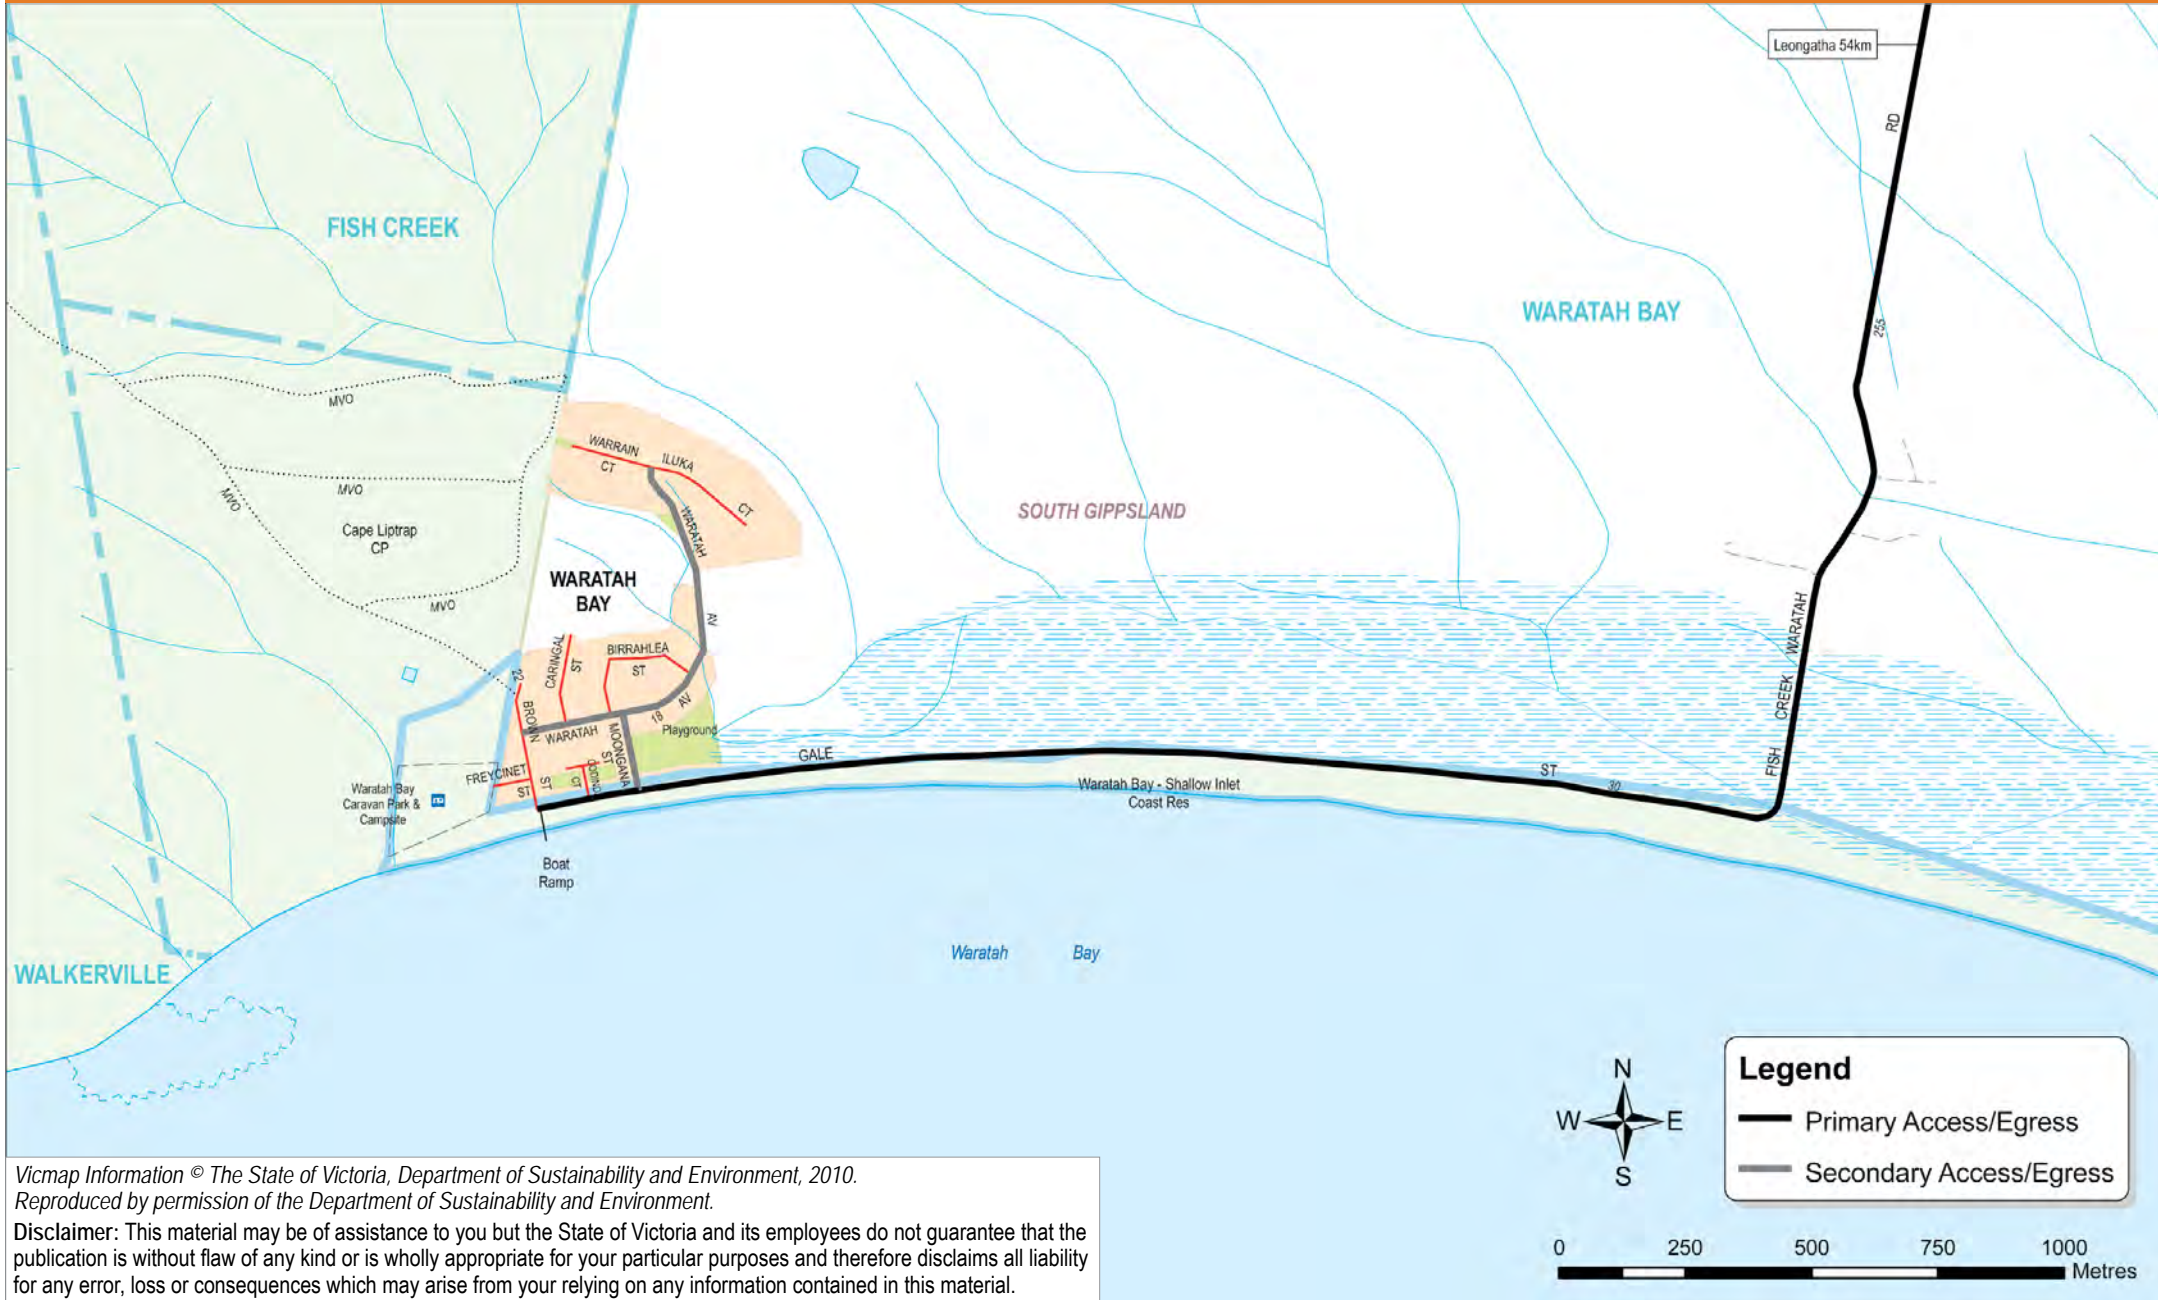 Leongatha 54km
RD
FISH CREEK
WARATAH BAY
255
MVO
WARRAIN
CT
ILUKA
CT
MVO
MVO
SOUTH GIPPSLAND
WARATAH
Cape Liptrap
CP
WARATAH
BAY
MVO
AV
WARATAH
CREEK
FISH
CARINGAL
ST
BIRRAHLEA
ST
22
BROWN
AV
18
WARATAH
MOONGANA
ST
Playground
GALE
ST
30
FREYCINET
ST
ST
CT
Waratah Bay
Caravan Park &
Campsite
Waratah Bay - Shallow Inlet
Coast Res
Boat
Ramp
Waratah Bay
WALKERVILLE
N
W E
S
Legend
Primary Access/Egress
Secondary Access/Egress
0 250 500 750 1000
Metres
Vicmap Information © The State of Victoria, Department of Sustainability and Environment, 2010.
Reproduced by permission of the Department of Sustainability and Environment.
Disclaimer: This material may be of assistance to you but the State of Victoria and its employees do not guarantee that the
publication is without flaw of any kind or is wholly appropriate for your particular purposes and therefore disclaims all liability
for any error, loss or consequences which may arise from your relying on any information contained in this material.